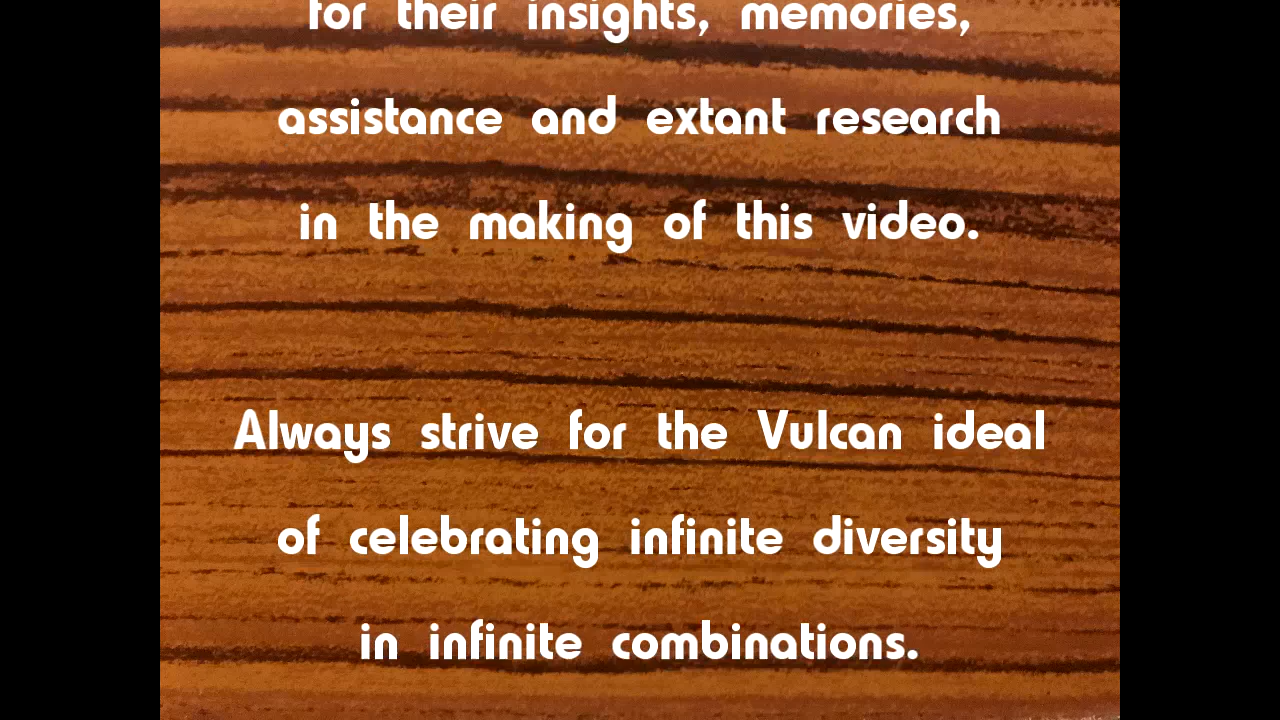 for their insights, memories,
assistance and extant research
in the making of this video.
Always strive for the Vulcan ideal
of celebrating infinite diversity
in infinite combinations.